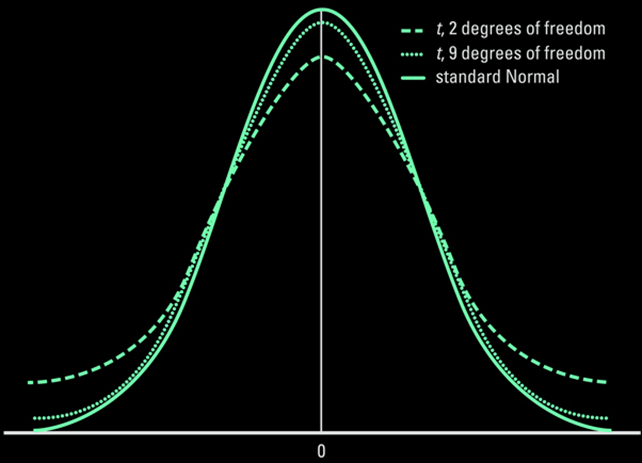 t, 2 degrees of freedom
t, 9 degrees of freedom
standard Normal
0